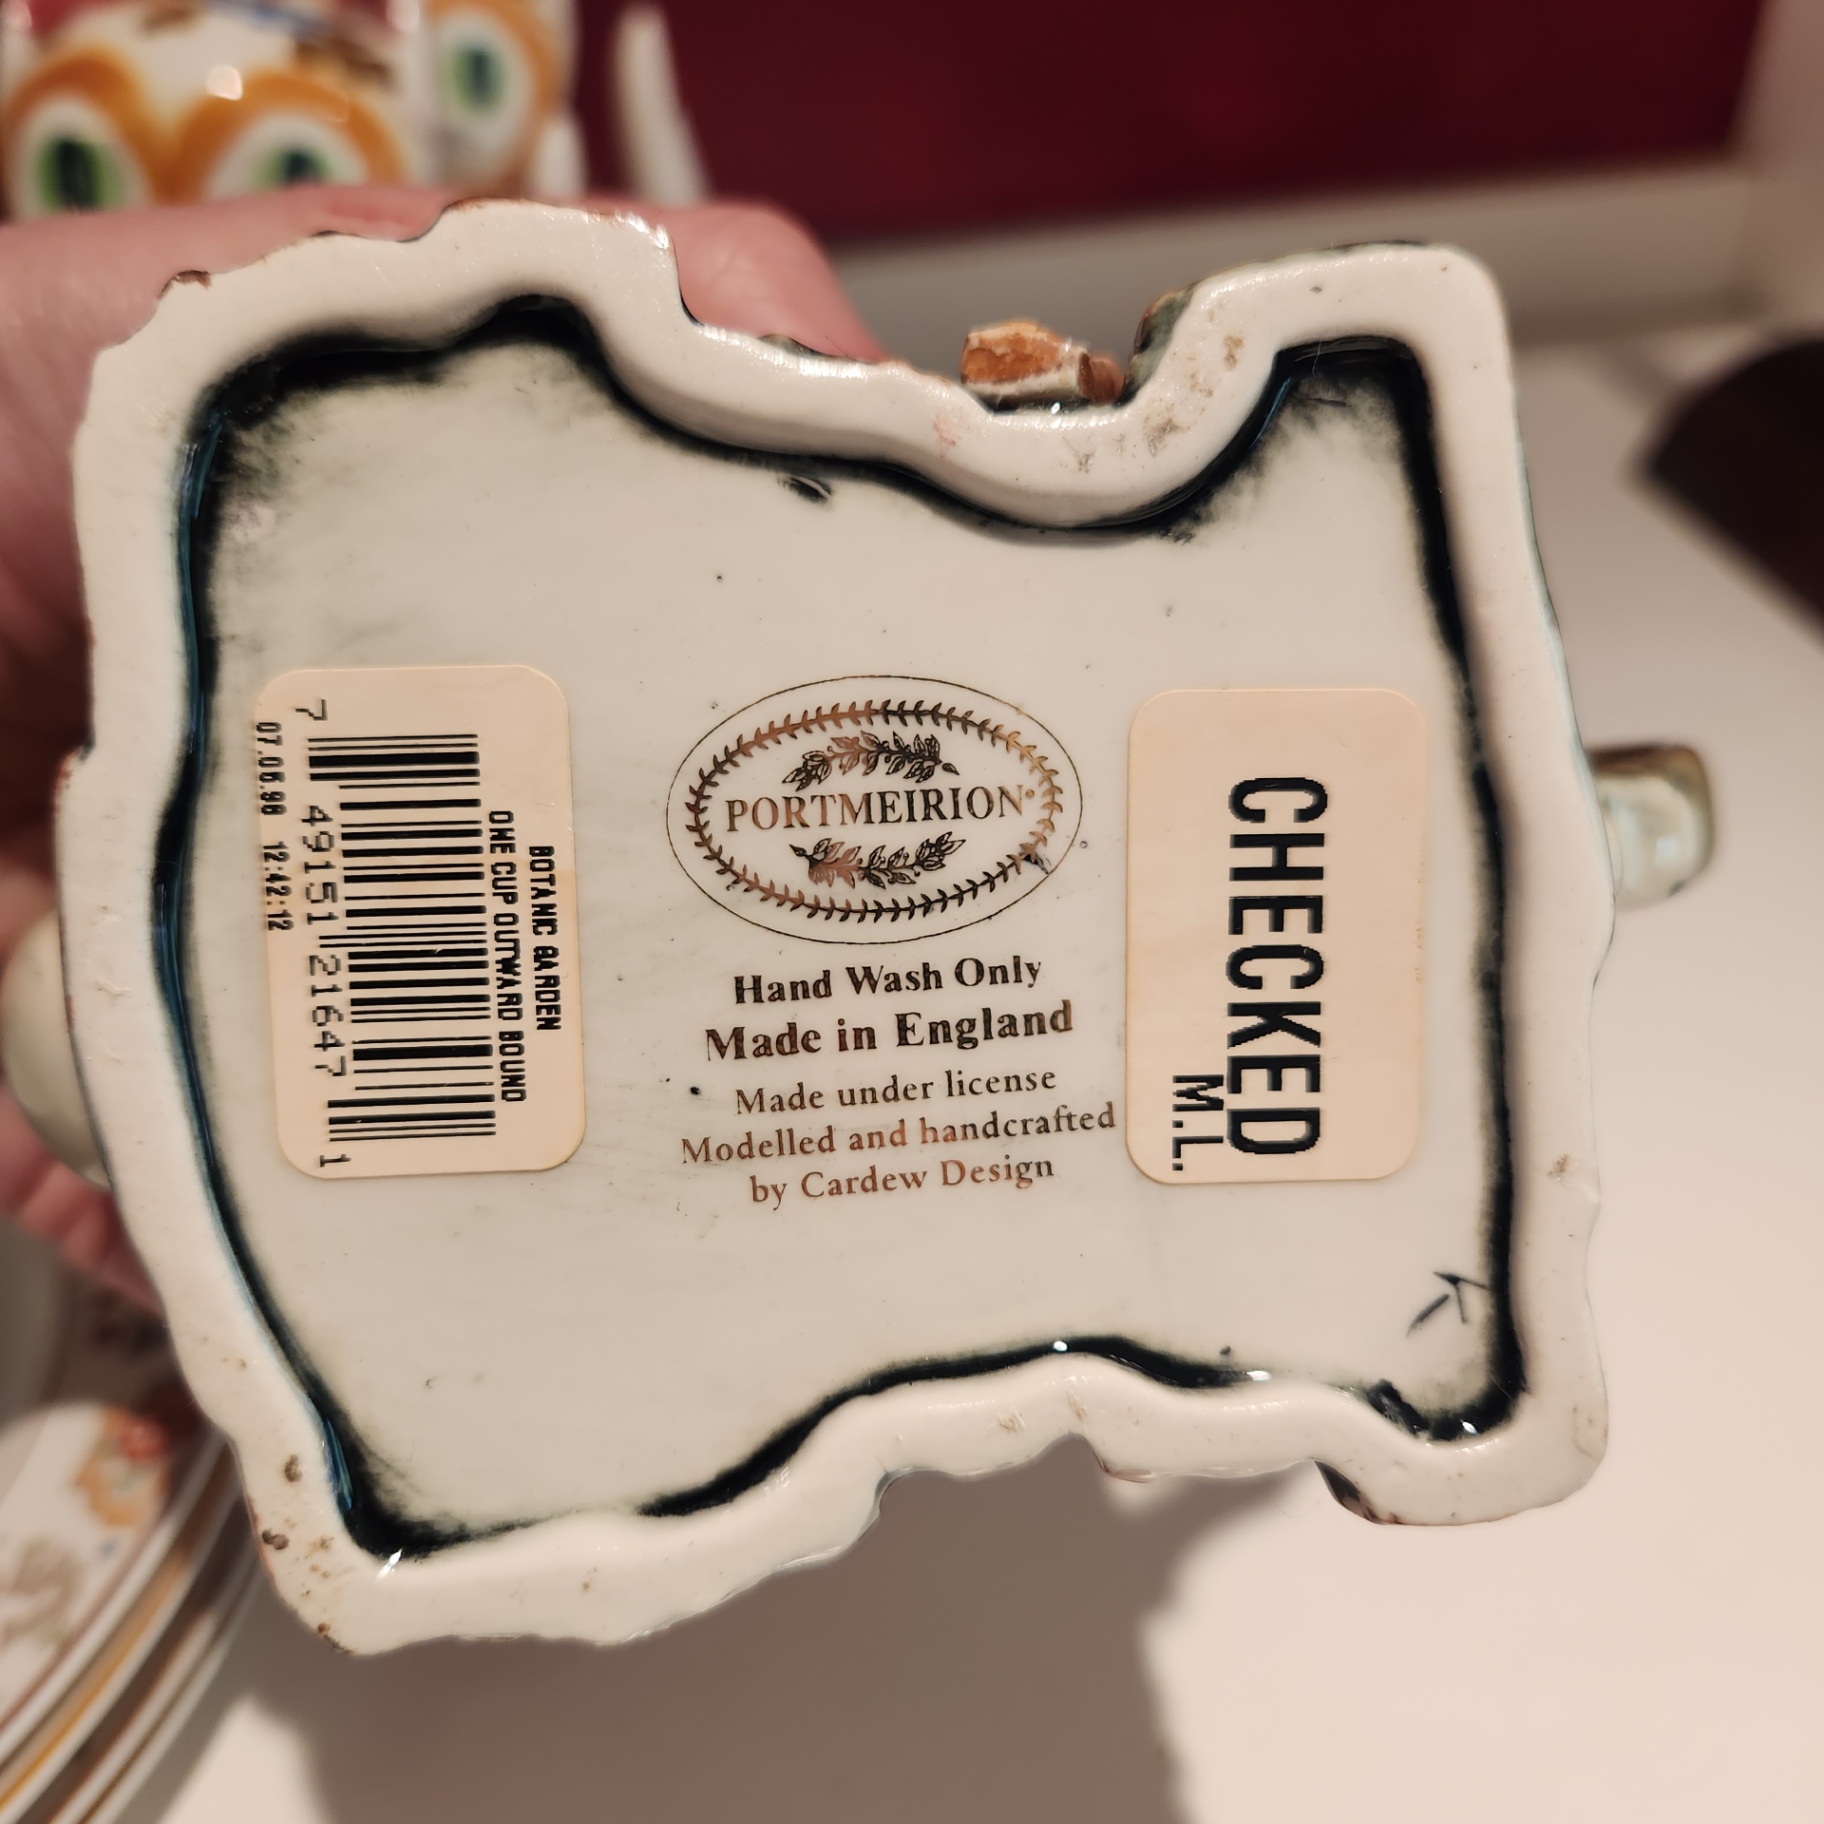 BOTANIC GARDEN
ONE CUP OUTWARD BOUND
7 49151 21647 1
07.06.98 12:42:12
PORTMEIRION®
Hand Wash Only
Made in England
Made under license
Modelled and handcrafted
by Cardew Design
CHECKED
M.L.
K